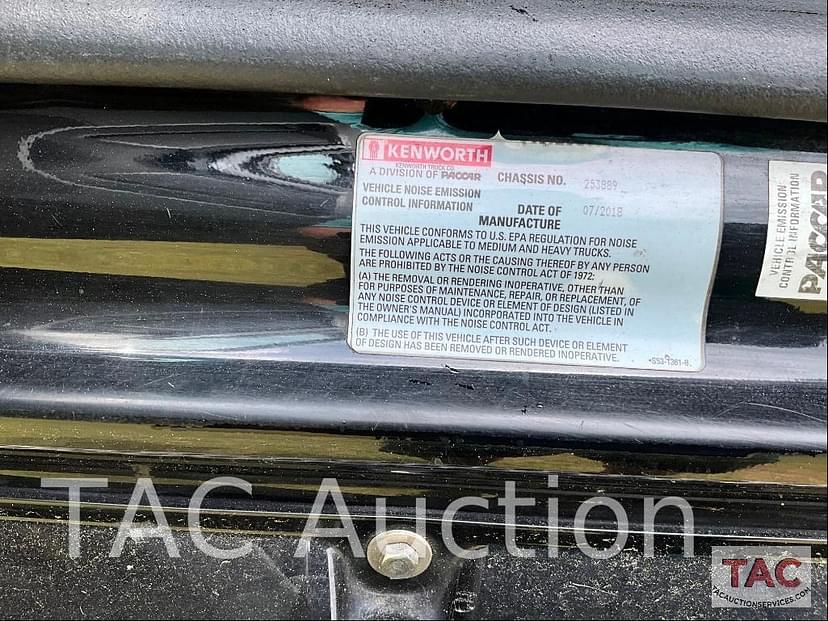 KENWORTH
KENWORTH TRUCK CO.
A DIVISION OF PACCAR
CHASSIS NO. 253889
VEHICLE NOISE EMISSION
CONTROL INFORMATION
DATE OF
MANUFACTURE 07/2018
THIS VEHICLE CONFORMS TO U.S. EPA REGULATION FOR NOISE
EMISSION APPLICABLE TO MEDIUM AND HEAVY TRUCKS.
THE FOLLOWING ACTS OR THE CAUSING THEREOF BY ANY PERSON
ARE PROHIBITED BY THE NOISE CONTROL ACT OF 1972:
(A) THE REMOVAL OR RENDERING INOPERATIVE, OTHER THAN
FOR PURPOSES OF MAINTENANCE, REPAIR, OR REPLACEMENT, OF
ANY NOISE CONTROL DEVICE OR ELEMENT OF DESIGN (LISTED IN
THE OWNER'S MANUAL) INCORPORATED INTO THE VEHICLE IN
COMPLIANCE WITH THE NOISE CONTROL ACT.
(B) THE USE OF THIS VEHICLE AFTER SUCH DEVICE OR ELEMENT
OF DESIGN HAS BEEN REMOVED OR RENDERED INOPERATIVE.
VEHICLE EMISSION
CONTROL INFORMATION
PACCAR
TAC Auction
TAC
TACAUCTIONSERVICES.COM